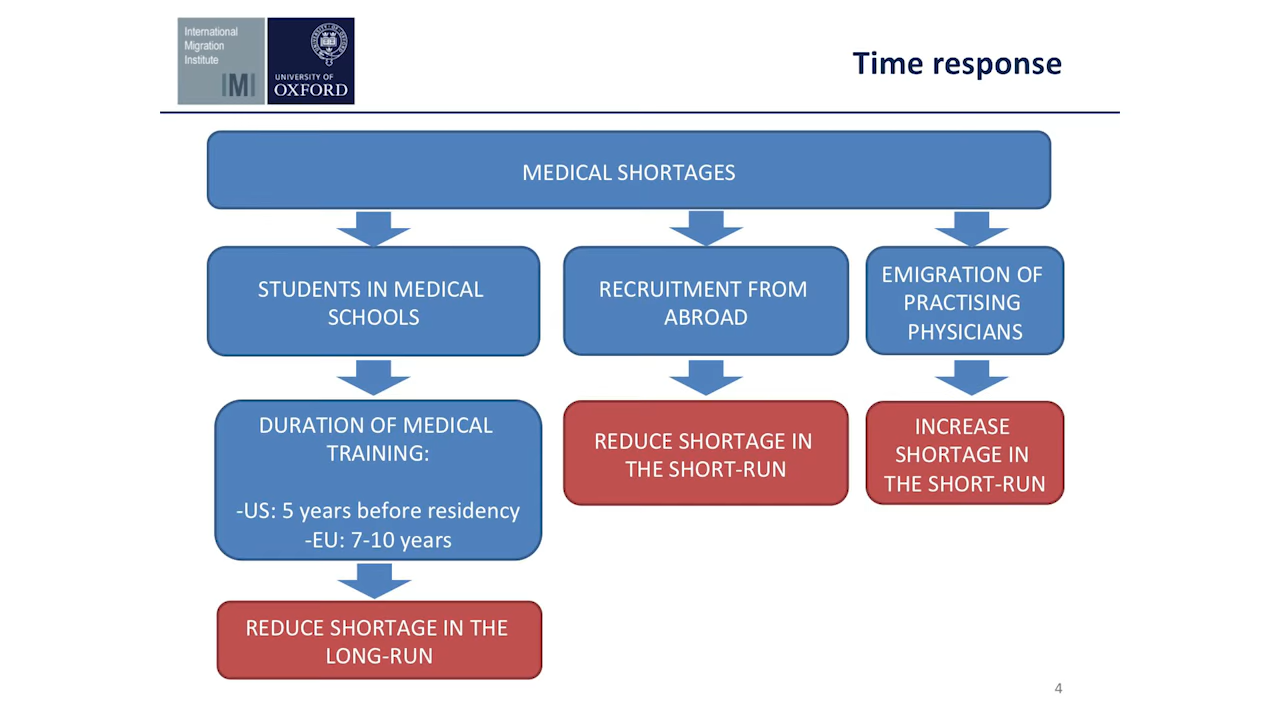 International
Migration
Institute
IMI
UNIVERSITY OF
OXFORD
Time response
MEDICAL SHORTAGES
STUDENTS IN MEDICAL
SCHOOLS
RECRUITMENT FROM
ABROAD
EMIGRATION OF
PRACTISING
PHYSICIANS
DURATION OF MEDICAL
TRAINING:
-US: 5 years before residency
-EU: 7-10 years
REDUCE SHORTAGE IN
THE SHORT-RUN
INCREASE
SHORTAGE IN
THE SHORT-RUN
REDUCE SHORTAGE IN THE
LONG-RUN
4